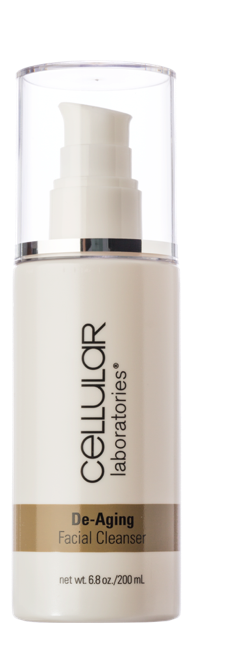 CELLULAR
laboratories®
De-Aging
Facial Cleanser
net wt. 6.8 oz./200 mL